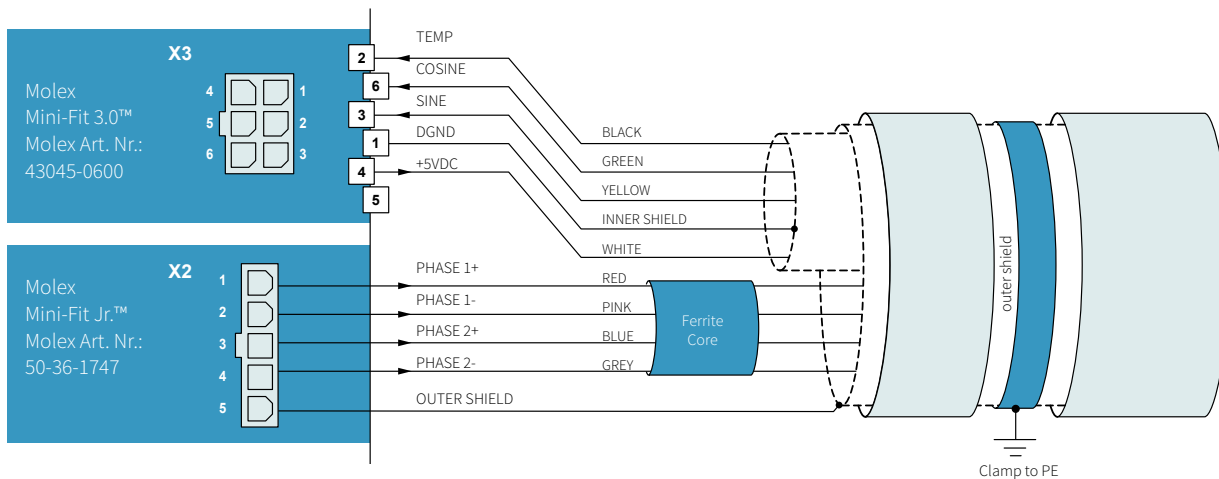 X3
Molex
Mini-Fit 3.0™
Molex Art. Nr.:
43045-0600
4 1
5 2
6 3
2 TEMP
6 COSINE
3 SINE
1 DGND
4 +5VDC
5
BLACK
GREEN
YELLOW
INNER SHIELD
WHITE
X2
Molex
Mini-Fit Jr.™
Molex Art. Nr.:
50-36-1747
1
2
3
4
5
PHASE 1+ RED
PHASE 1- PINK
PHASE 2+ BLUE
PHASE 2- GREY
OUTER SHIELD
Ferrite
Core
outer shield
Clamp to PE